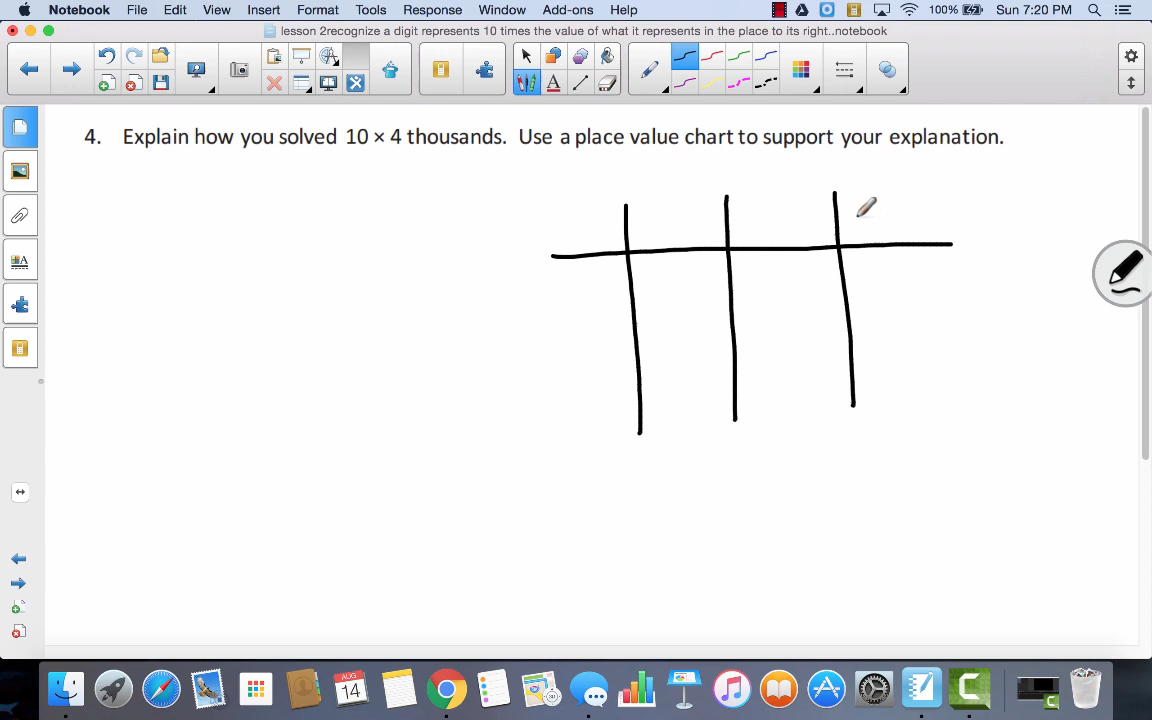 Notebook File Edit View Insert Format Tools Response Window Add-ons Help 100% Sun 7:20 PM
lesson 2recognize a digit represents 10 times the value of what it represents in the place to its right..notebook
A
4. Explain how you solved 10 × 4 thousands. Use a place value chart to support your explanation.
AUG
14